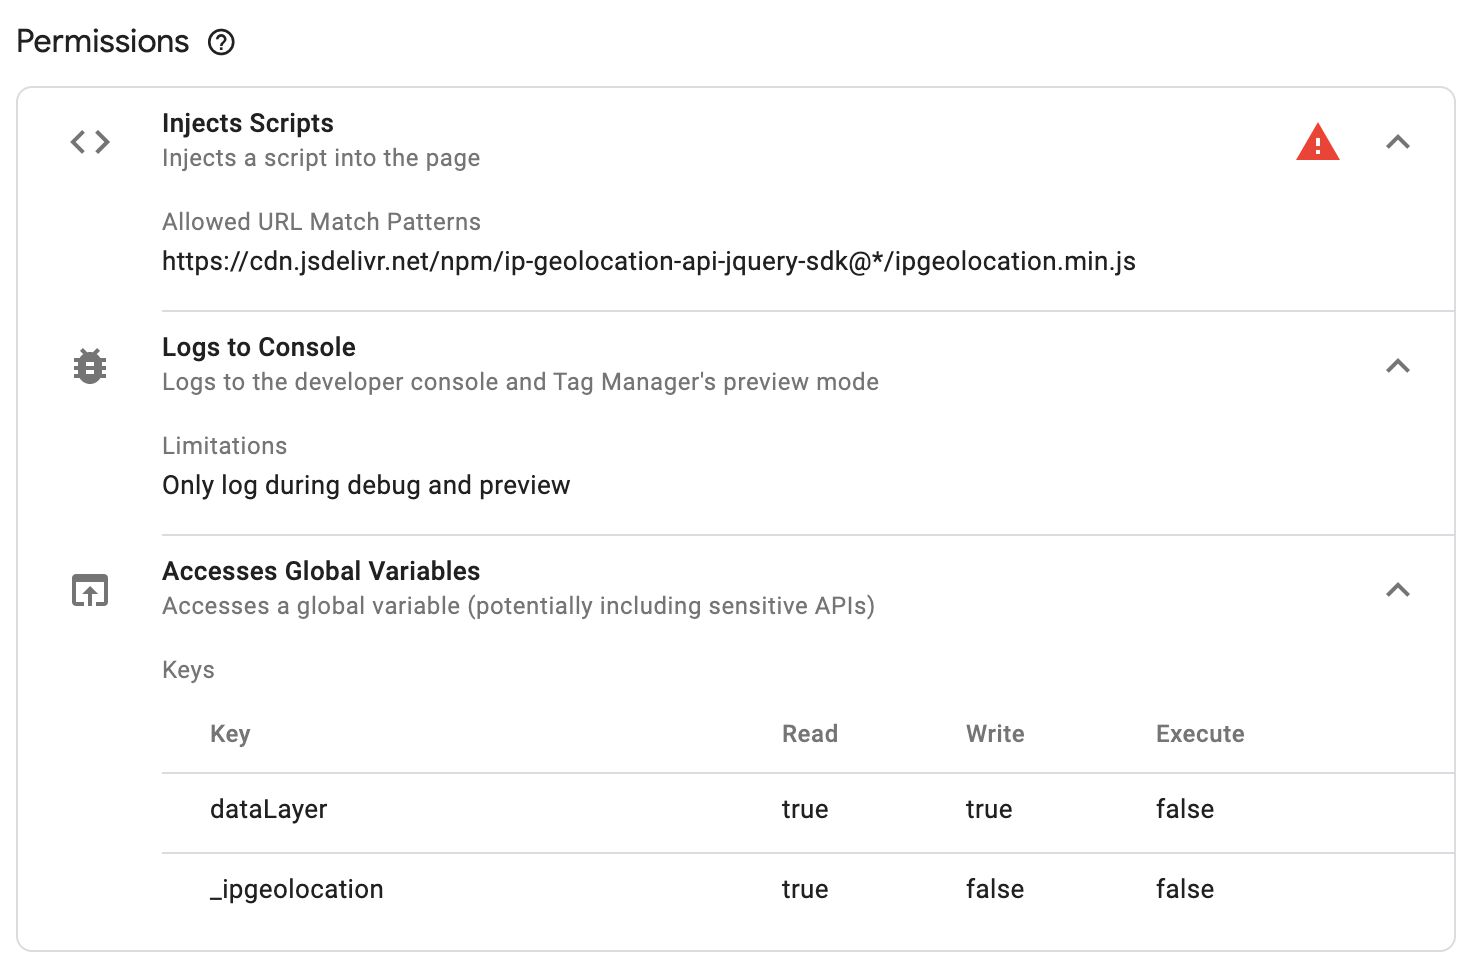 Permissions
Injects Scripts
Injects a script into the page
Allowed URL Match Patterns
https://cdn.jsdelivr.net/npm/ip-geolocation-api-jquery-sdk@*/ipgeolocation.min.js
Logs to Console
Logs to the developer console and Tag Manager's preview mode
Limitations
Only log during debug and preview
Accesses Global Variables
Accesses a global variable (potentially including sensitive APIs)
Keys
Key Read Write Execute
dataLayer true true false
_ipgeolocation true false false